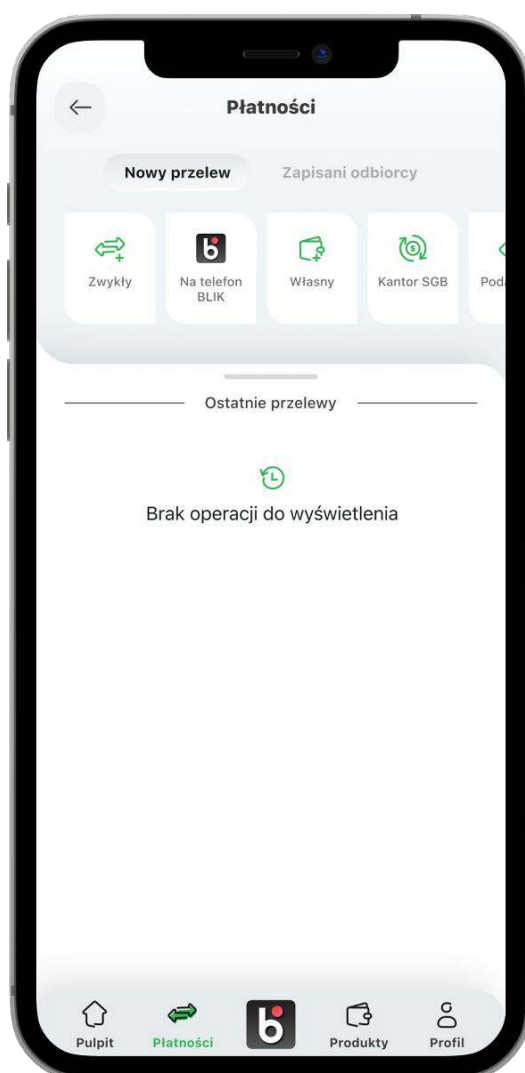 Płatności
Nowy przelew
Zapisani odbiorcy
Zwykły
Na telefon
BLIK
Własny
Kantor SGB
Ostatnie przelewy
Brak operacji do wyświetlenia
Pulpit
Płatności
Produkty
Profil